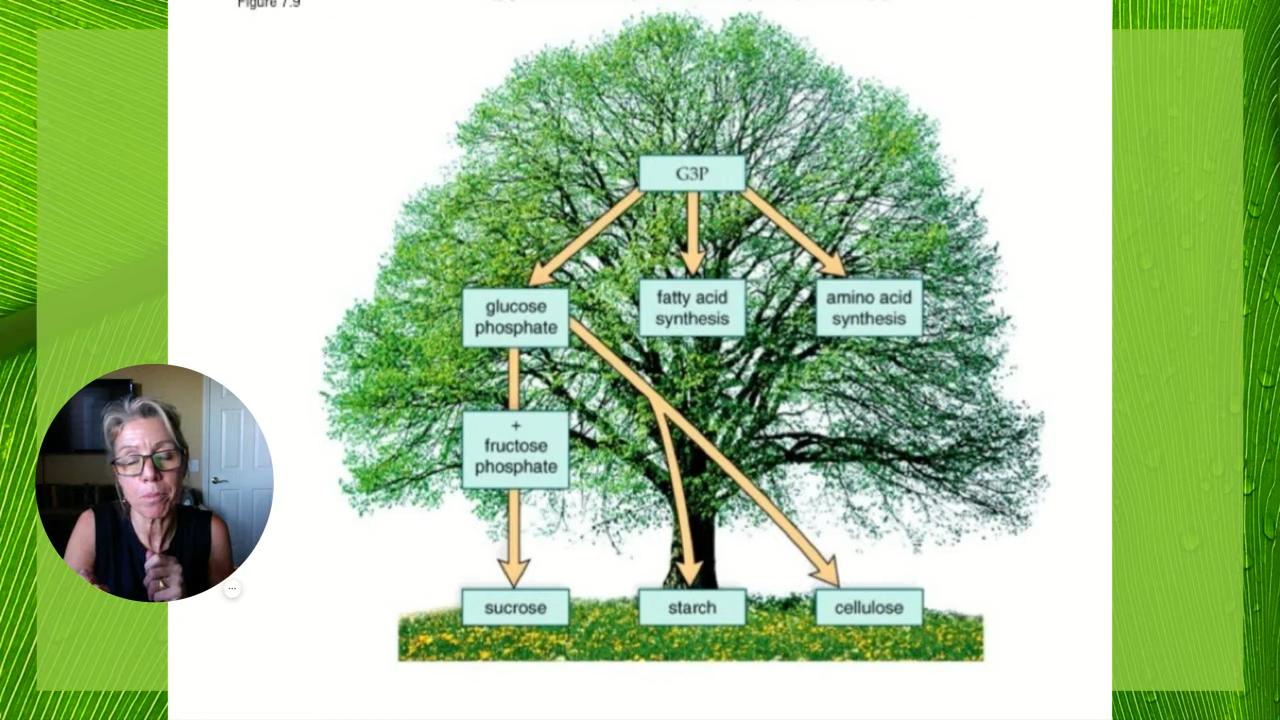 Figure 7.9
G3P
glucose
phosphate
fatty acid
synthesis
amino acid
synthesis
+
fructose
phosphate
sucrose
starch
cellulose